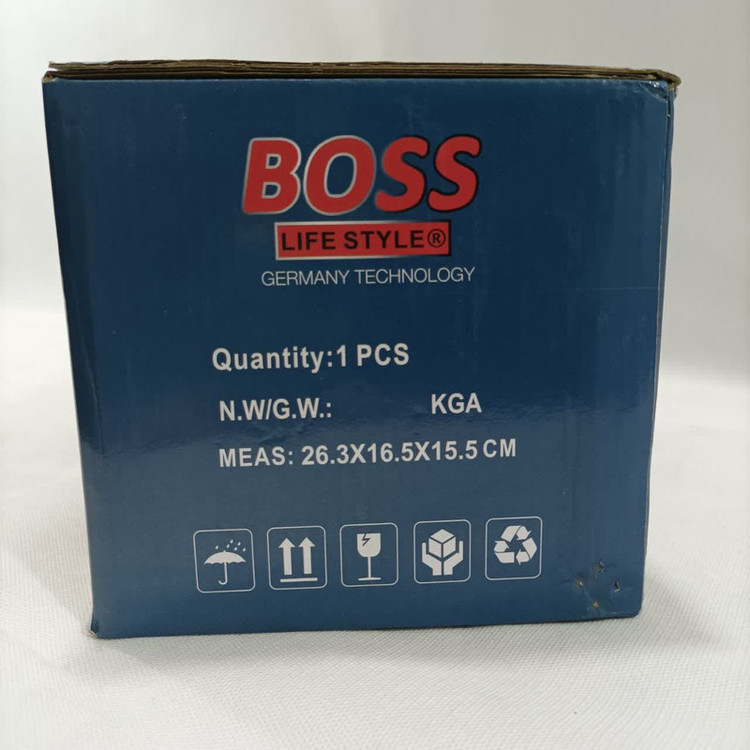 BOSS
LIFE STYLE®
GERMANY TECHNOLOGY
Quantity:1 PCS
N.W/G.W.: KGA
MEAS: 26.3X16.5X15.5 CM